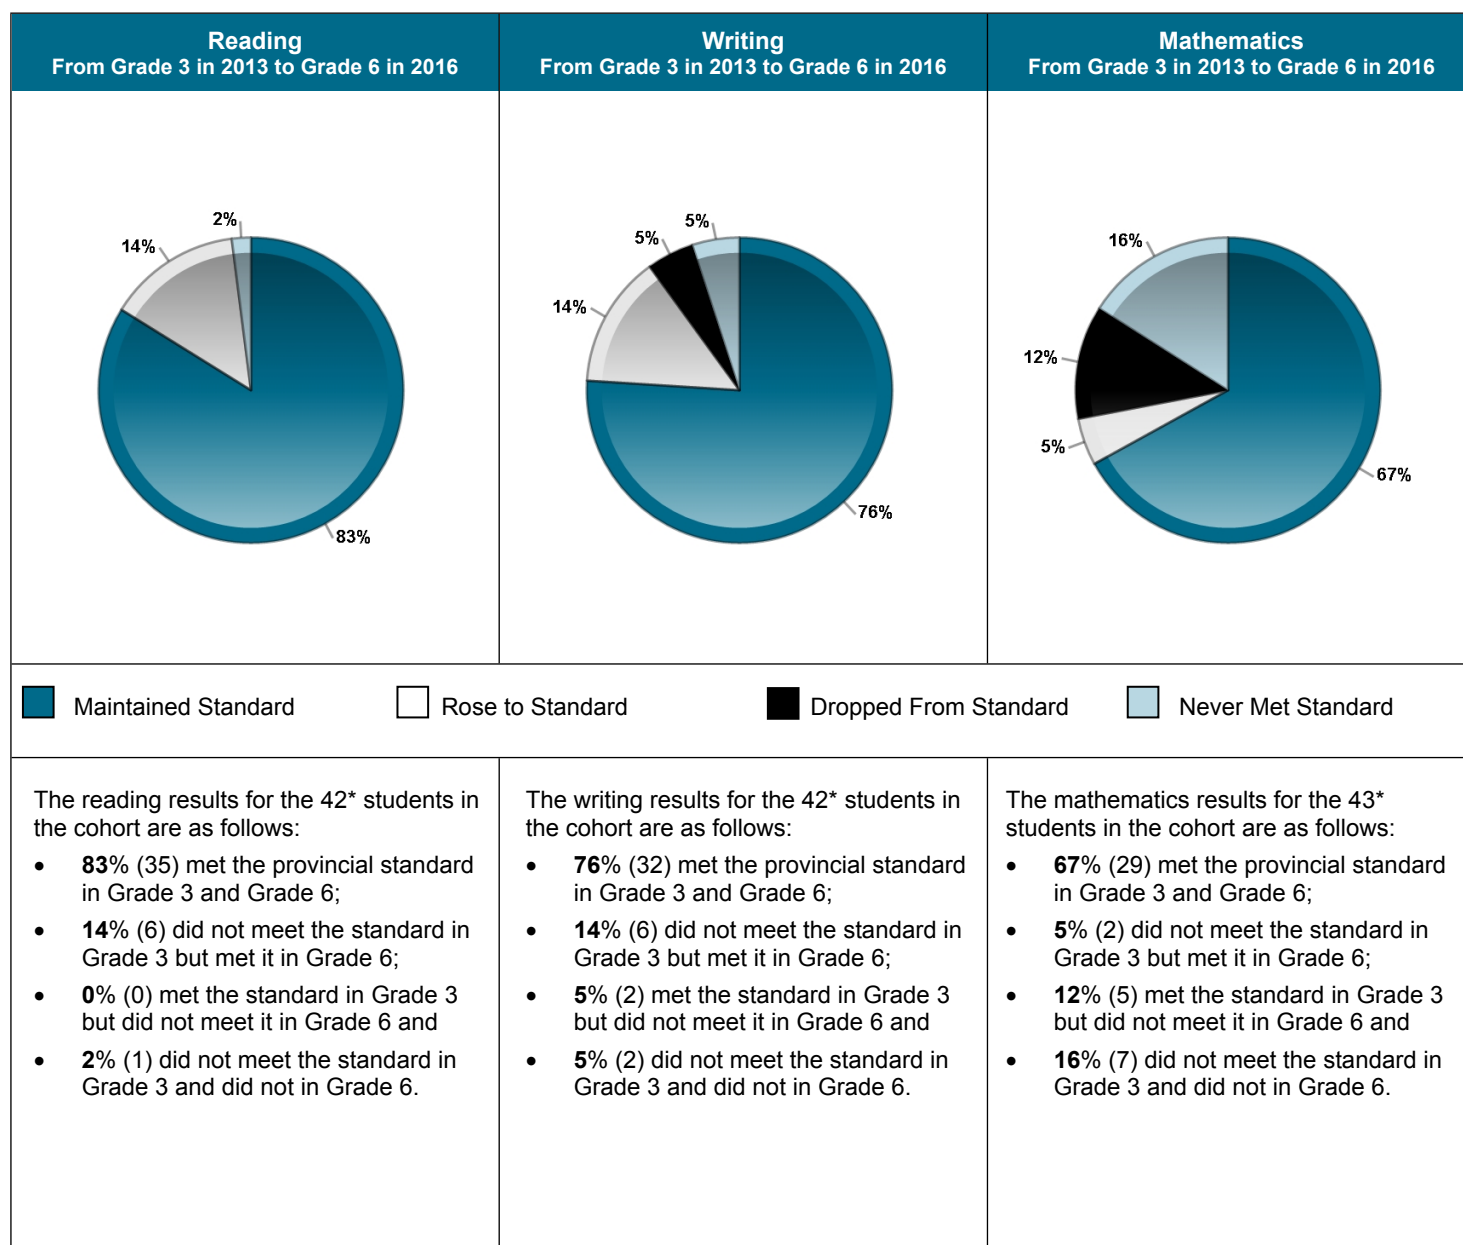 Reading
From Grade 3 in 2013 to Grade 6 in 2016
Writing
From Grade 3 in 2013 to Grade 6 in 2016
Mathematics
From Grade 3 in 2013 to Grade 6 in 2016
2%
14%
83%
5%
5%
14%
76%
16%
12%
5%
67%
Maintained Standard
Rose to Standard
Dropped From Standard
Never Met Standard
The reading results for the 42* students in
the cohort are as follows:
• 83% (35) met the provincial standard
in Grade 3 and Grade 6;
• 14% (6) did not meet the standard in
Grade 3 but met it in Grade 6;
• 0% (0) met the standard in Grade 3
but did not meet it in Grade 6 and
• 2% (1) did not meet the standard in
Grade 3 and did not in Grade 6.
The writing results for the 42* students in
the cohort are as follows:
• 76% (32) met the provincial standard
in Grade 3 and Grade 6;
• 14% (6) did not meet the standard in
Grade 3 but met it in Grade 6;
• 5% (2) met the standard in Grade 3
but did not meet it in Grade 6 and
• 5% (2) did not meet the standard in
Grade 3 and did not in Grade 6.
The mathematics results for the 43*
students in the cohort are as follows:
• 67% (29) met the provincial standard
in Grade 3 and Grade 6;
• 5% (2) did not meet the standard in
Grade 3 but met it in Grade 6;
• 12% (5) met the standard in Grade 3
but did not meet it in Grade 6 and
• 16% (7) did not meet the standard in
Grade 3 and did not in Grade 6.